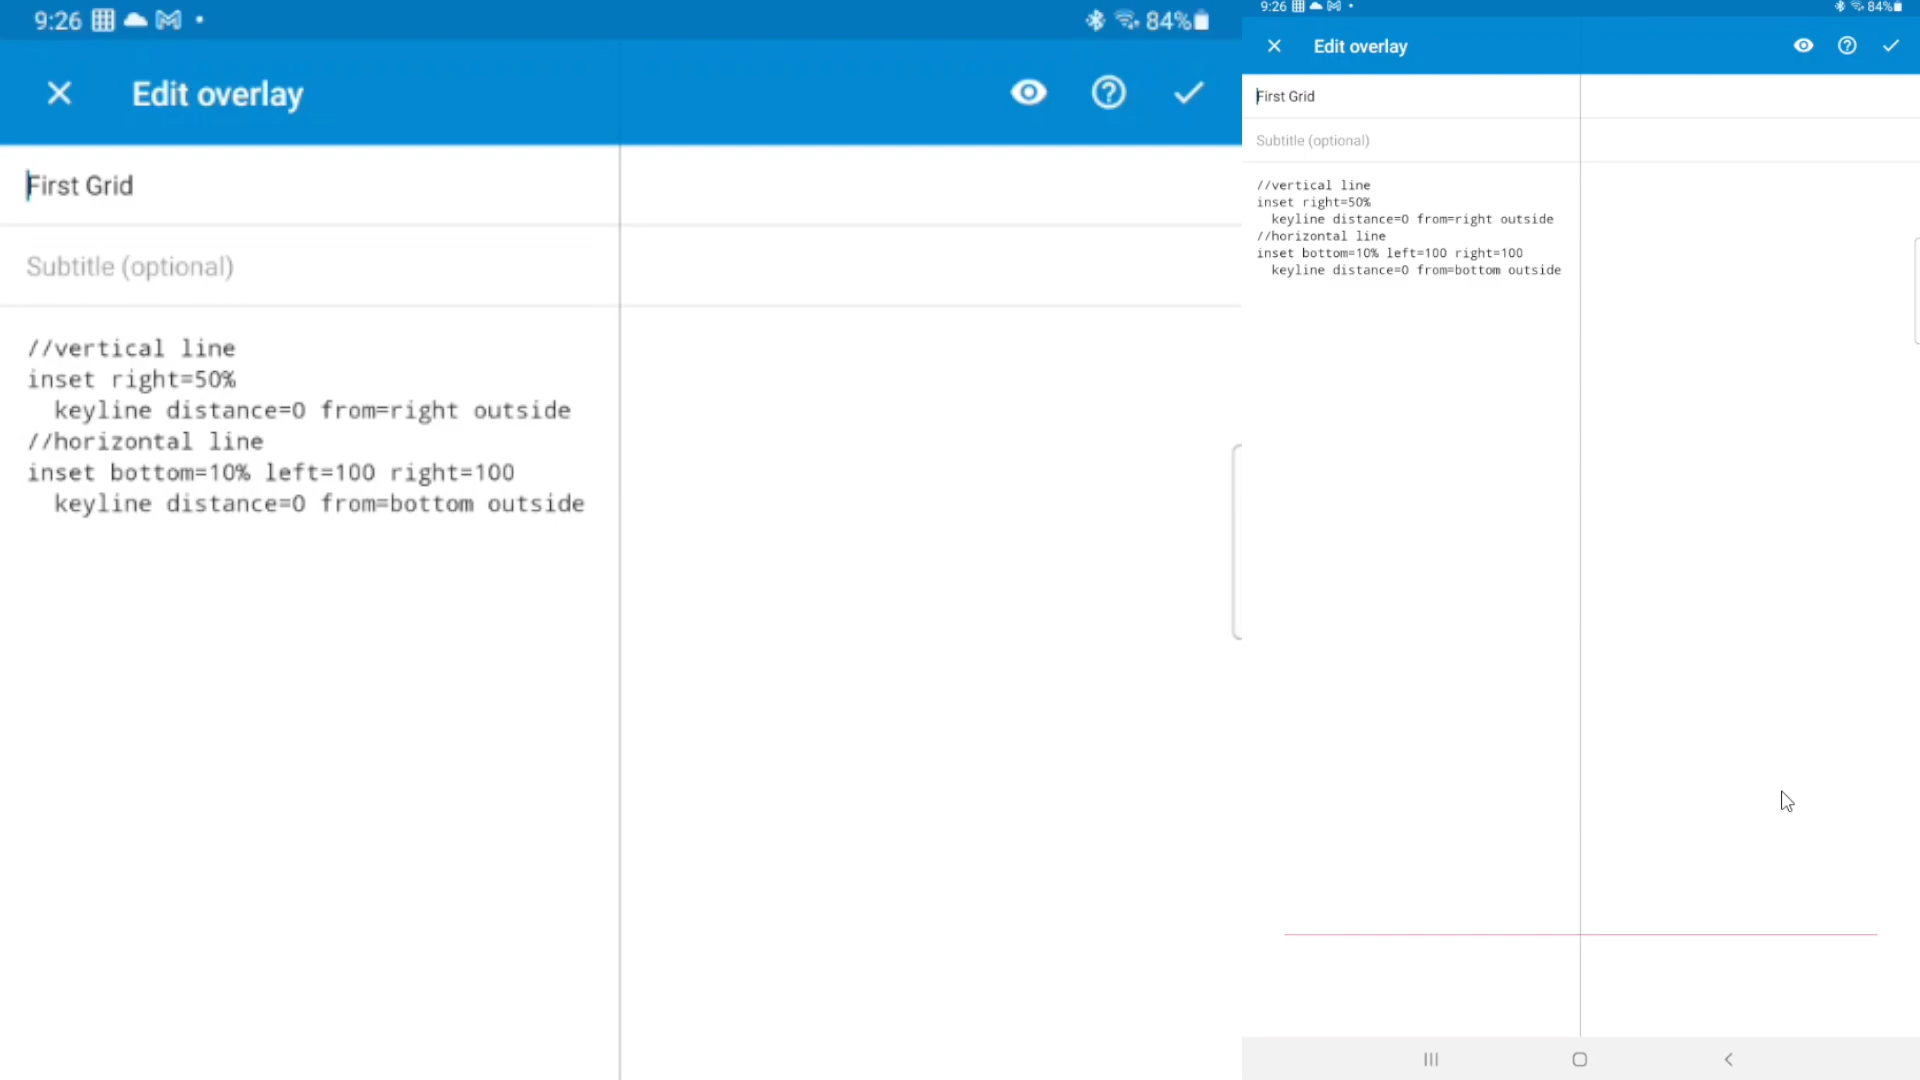 9:26
84%
Edit overlay
First Grid
Subtitle (optional)
//vertical line
inset right=50%
  keyline distance=0 from=right outside
//horizontal line
inset bottom=10% left=100 right=100
  keyline distance=0 from=bottom outside
9:26
84%
Edit overlay
First Grid
Subtitle (optional)
//vertical line
inset right=50%
  keyline distance=0 from=right outside
//horizontal line
inset bottom=10% left=100 right=100
  keyline distance=0 from=bottom outside